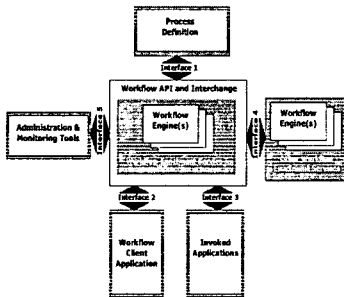 Process
Definition
Interface 1
Workflow API and Interchange
Workflow
Engine(s)
Interface 5
Administration &
Monitoring Tools
Interface 4
Workflow
Engine(s)
Interface 2
Interface 3
Workflow
Client
Application
Invoked
Applications